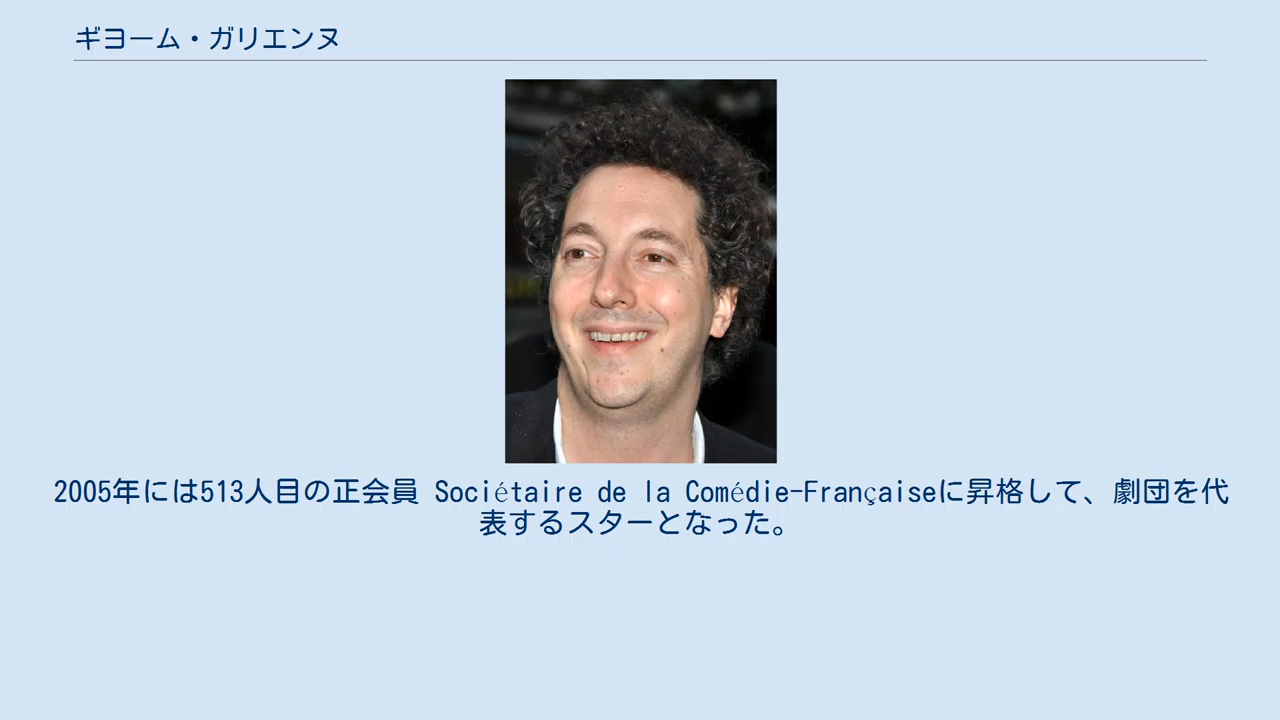 ギヨーム・ガリエンヌ
2005年には513人目の正会員 Sociétaire de la Comédie-Françaiseに昇格して、劇団を代
表するスターとなった。